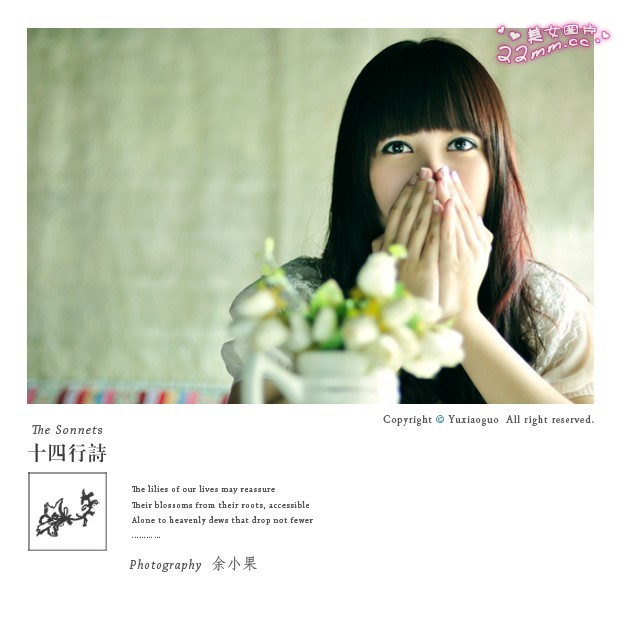 美女图片
22mm.cc
Copyright © Yuxiaoguo All right reserved.
The Sonnets
十四行詩
The lilies of our lives may reassure
Their blossoms from their roots, accessible
Alone to heavenly dews that drop not fewer
............
Photography 余小果